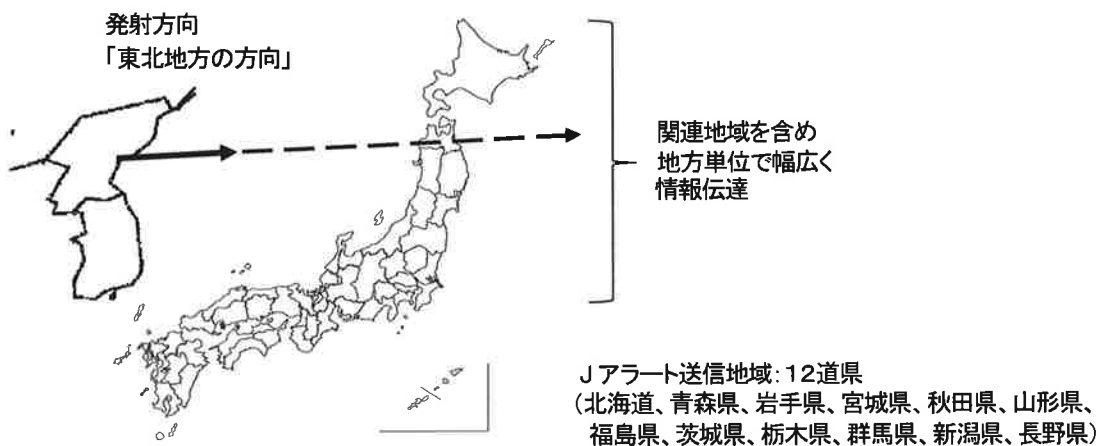 発射方向
「東北地方の方向」
関連地域を含め
地方単位で幅広く
情報伝達
Jアラート送信地域：12道県
（北海道、青森県、岩手県、宮城県、秋田県、山形県、
福島県、茨城県、栃木県、群馬県、新潟県、長野県）